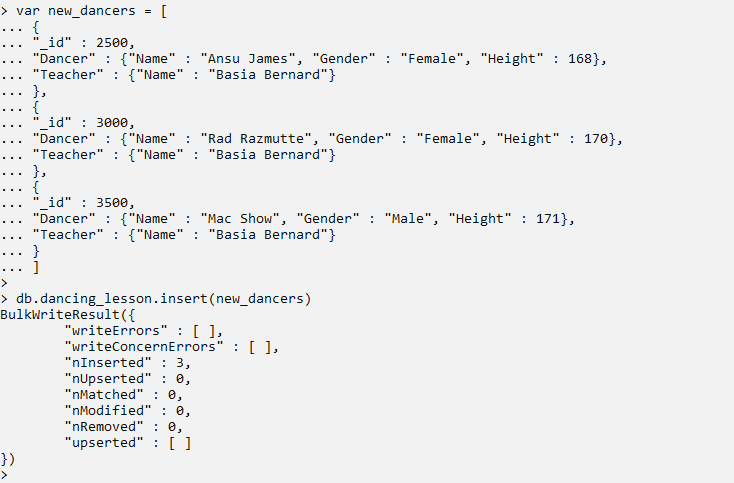 > var new_dancers = [
... {
... "_id" : 2500,
... "Dancer" : {"Name" : "Ansu James", "Gender" : "Female", "Height" : 168},
... "Teacher" : {"Name" : "Basia Bernard"}
... },
... {
... "_id" : 3000,
... "Dancer" : {"Name" : "Rad Razmutte", "Gender" : "Female", "Height" : 170},
... "Teacher" : {"Name" : "Basia Bernard"}
... },
... {
... "_id" : 3500,
... "Dancer" : {"Name" : "Mac Show", "Gender" : "Male", "Height" : 171},
... "Teacher" : {"Name" : "Basia Bernard"}
... }
... ]
>
> db.dancing_lesson.insert(new_dancers)
BulkWriteResult({
        "writeErrors" : [ ],
        "writeConcernErrors" : [ ],
        "nInserted" : 3,
        "nUpserted" : 0,
        "nMatched" : 0,
        "nModified" : 0,
        "nRemoved" : 0,
        "upserted" : [ ]
})
>